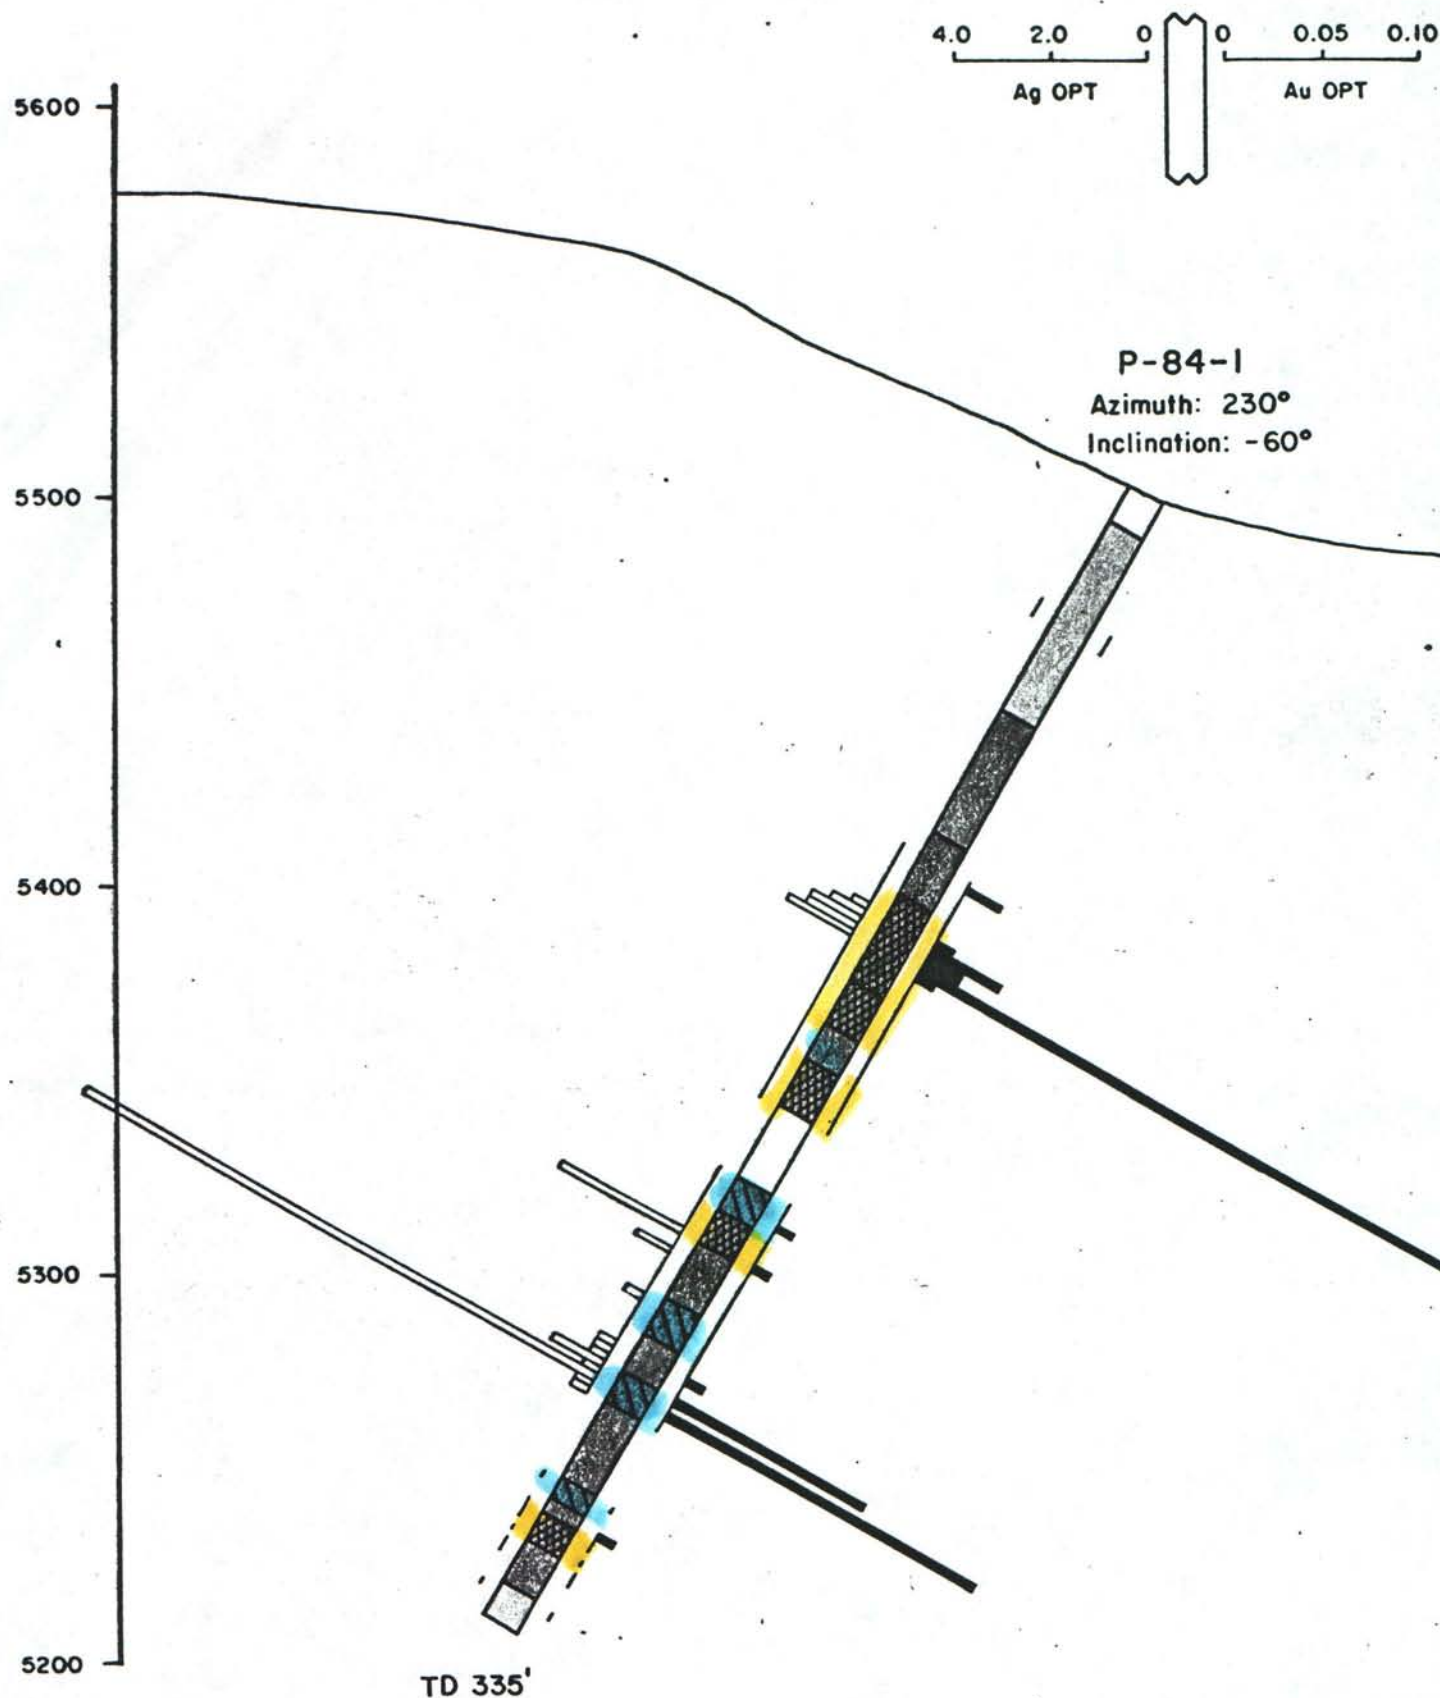 4.0 2.0 0 0 0.05 0.10
Ag OPT Au OPT
5600
P-84-1
Azimuth: 230°
Inclination: -60°
5500
5400
5300
5200
TD 335'